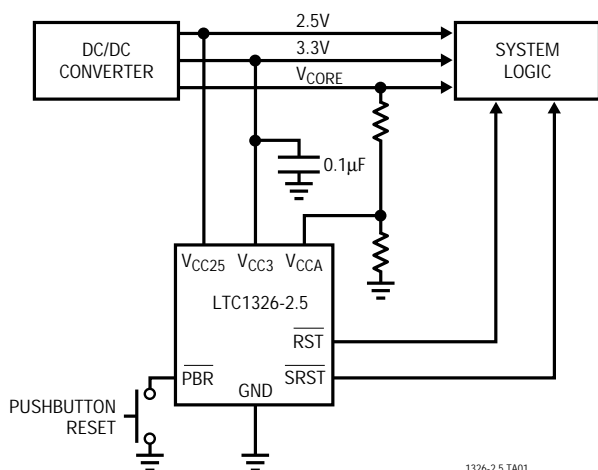 2.5V
DC/DC
CONVERTER
3.3V
VCORE
SYSTEM
LOGIC
0.1µF
VCC25 VCC3 VCCA
LTC1326-2.5
RST
PBR
SRST
GND
PUSHBUTTON
RESET
1326-2.5 TA01